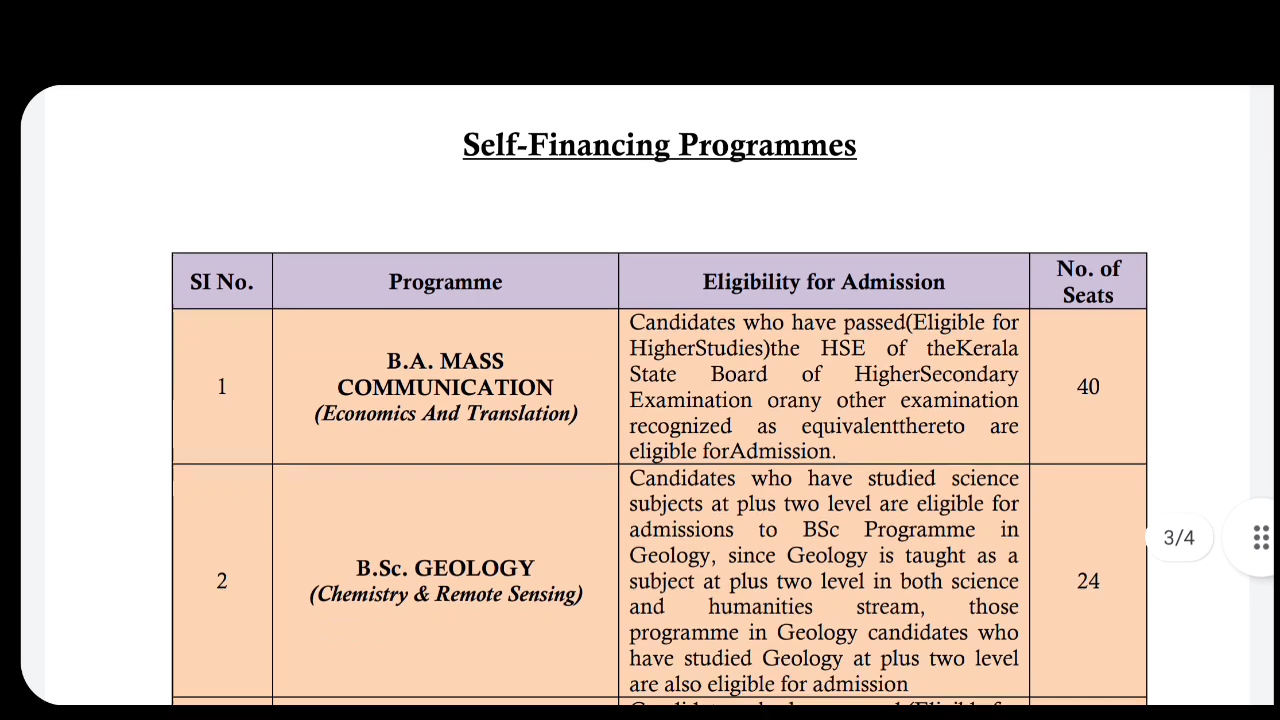 Self-Financing Programmes
SI No.
Programme
Eligibility for Admission
No. of
Seats
1
B.A. MASS
COMMUNICATION
(Economics And Translation)
Candidates who have passed(Eligible for
HigherStudies)the HSE of theKerala
State Board of HigherSecondary
Examination orany other examination
recognized as equivalentthereto are
eligible forAdmission.
40
2
B.Sc. GEOLOGY
(Chemistry & Remote Sensing)
Candidates who have studied science
subjects at plus two level are eligible for
admissions to BSc Programme in
Geology, since Geology is taught as a
subject at plus two level in both science
and humanities stream, those
programme in Geology candidates who
have studied Geology at plus two level
are also eligible for admission
24
3/4